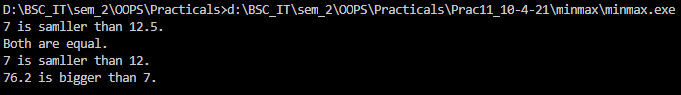 D:\BSC_IT\sem_2\OOPS\Practicals>d:\BSC_IT\sem_2\OOPS\Practicals\Prac11_10-4-21\minmax\minmax.exe
7 is samller than 12.5.
Both are equal.
7 is samller than 12.
76.2 is bigger than 7.